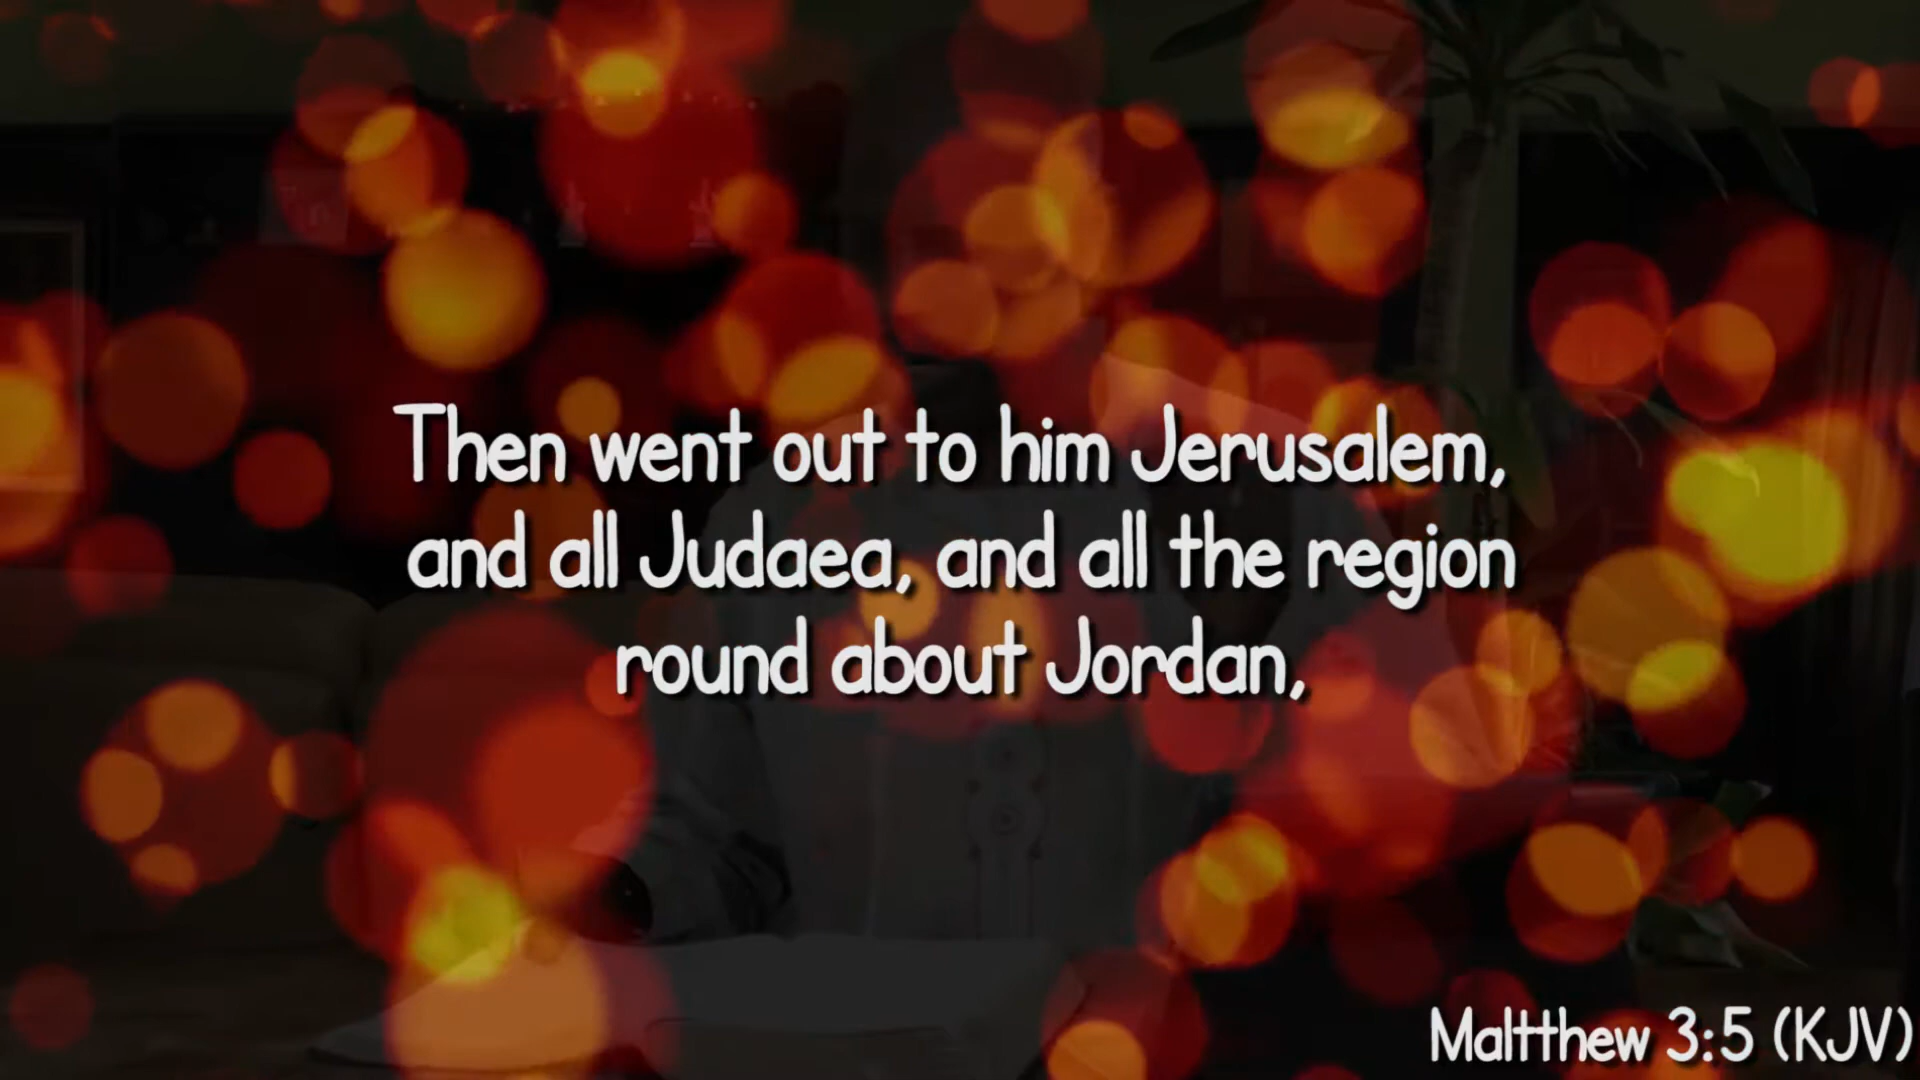 Then went out to him Jerusalem,
and all Judaea, and all the region
round about Jordan,
Maltthew 3:5 (KJV)